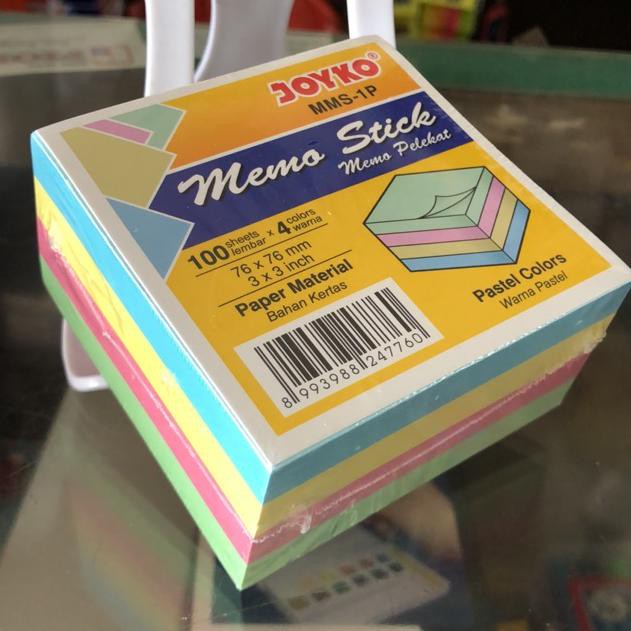 JOYKO®
MMS-1P
Memo Stick
Memo Pelekat
100 sheets lembar x 4 colors warna
76 x 76 mm
3 x 3 inch
Paper Material
Bahan Kertas
Pastel Colors
Warna Pastel
8 993988 247760